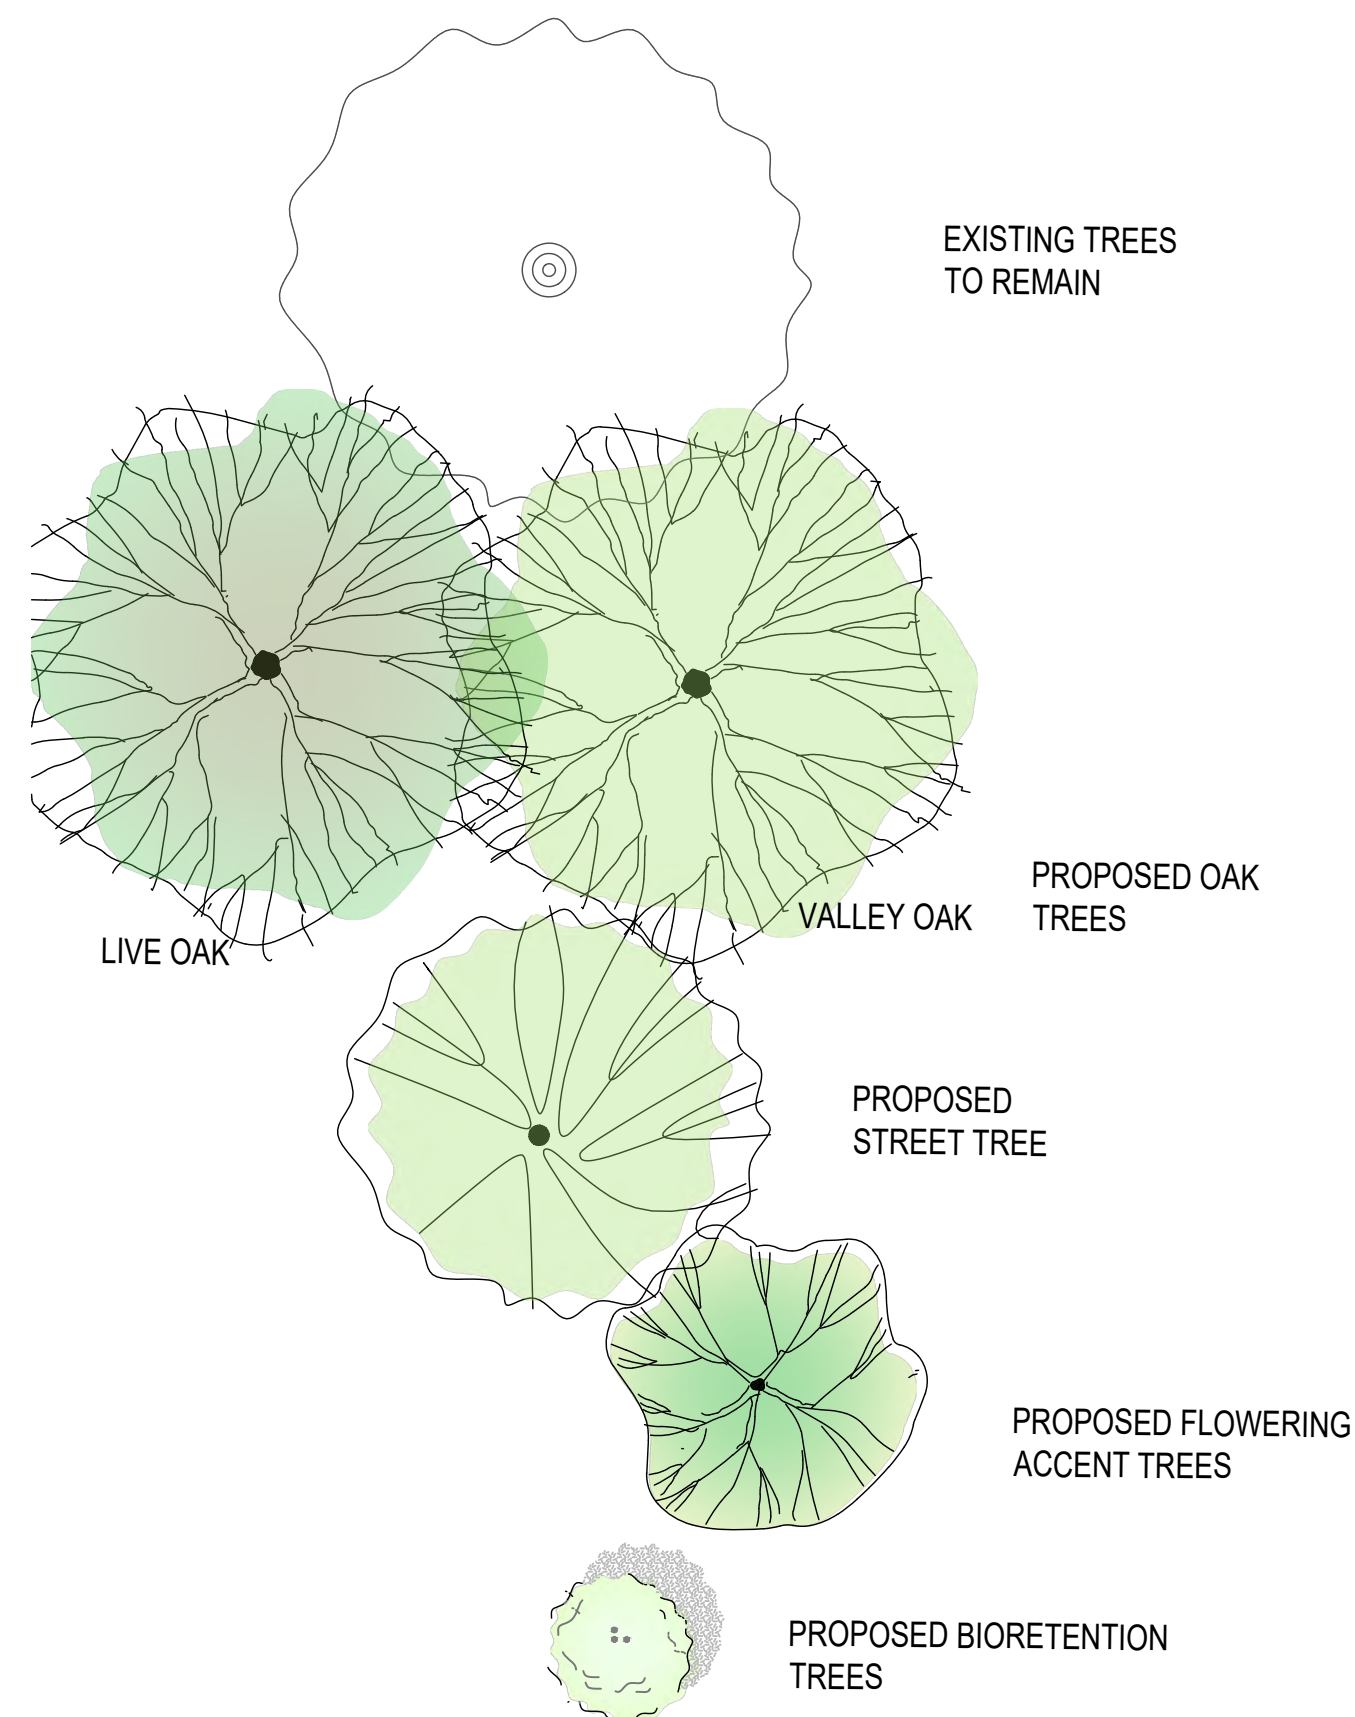 EXISTING TREES
TO REMAIN
PROPOSED OAK
TREES
VALLEY OAK
LIVE OAK
PROPOSED
STREET TREE
PROPOSED FLOWERING
ACCENT TREES
PROPOSED BIORETENTION
TREES